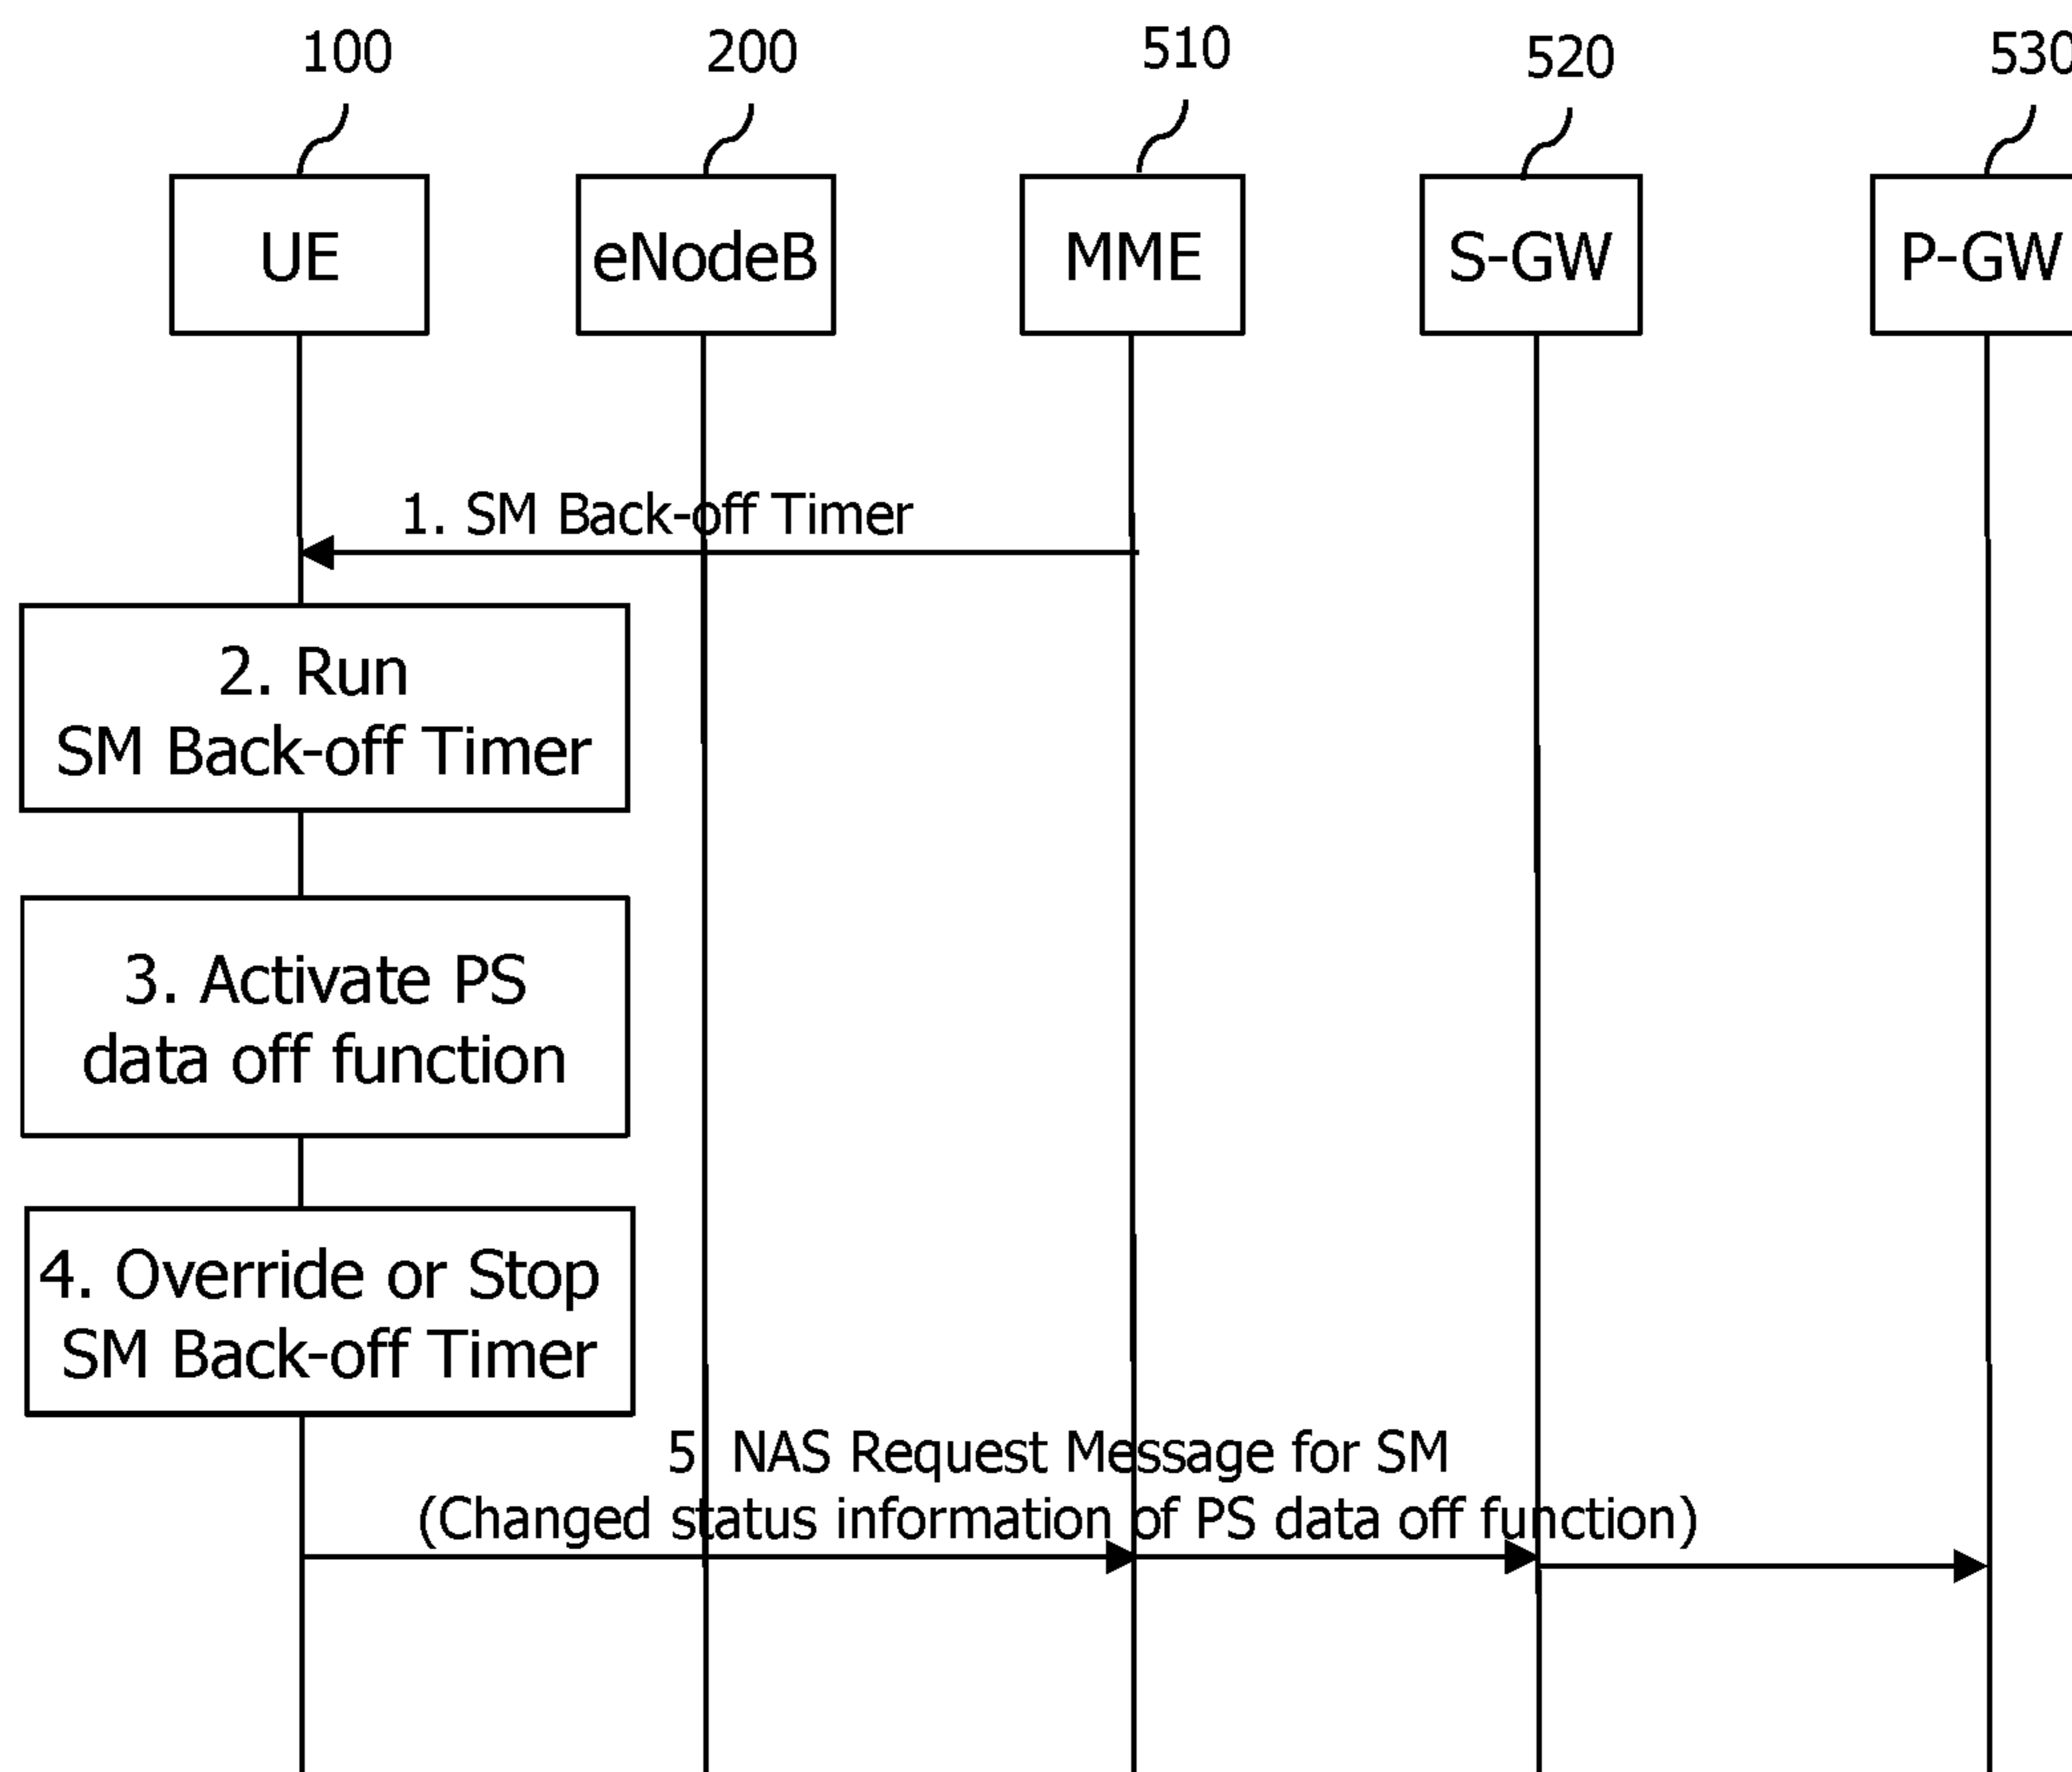 100
200
510
520
530
UE
eNodeB
MME
S-GW
P-GW
1. SM Back-off Timer
2. Run
SM Back-off Timer
3. Activate PS
data off function
4. Override or Stop
SM Back-off Timer
5. NAS Request Message for SM
(Changed status information of PS data off function)